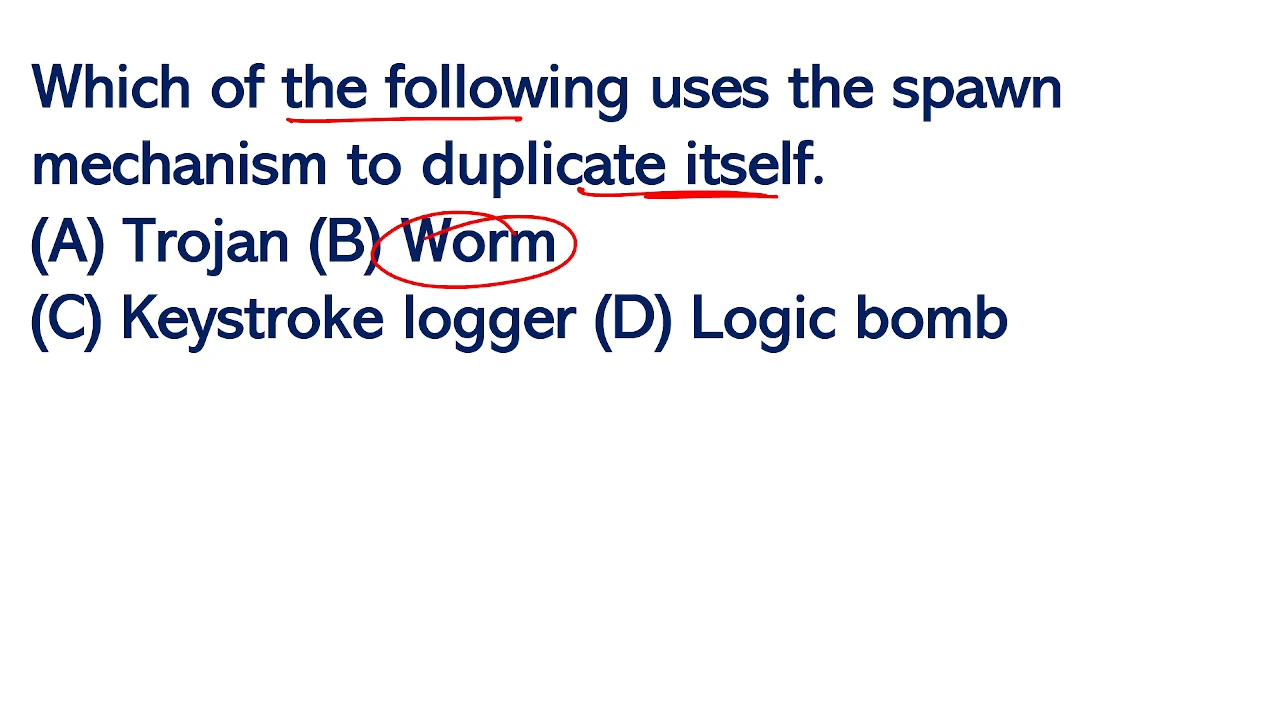 Which of the following uses the spawn
mechanism to duplicate itself.
(A) Trojan (B) Worm
(C) Keystroke logger (D) Logic bomb